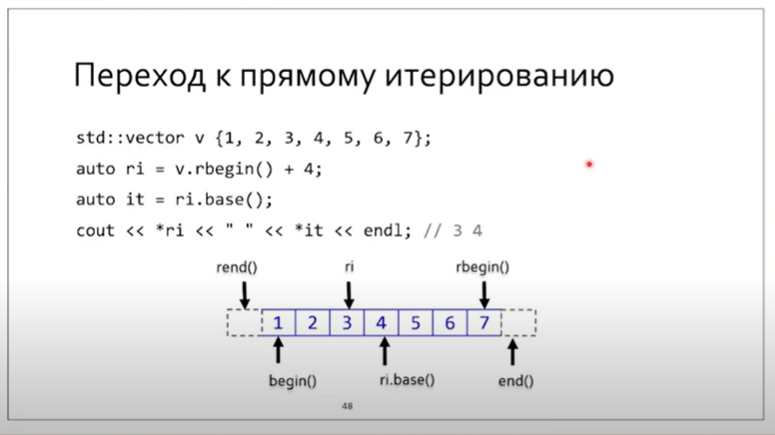 Переход к прямому итерированию
std::vector v {1, 2, 3, 4, 5, 6, 7};
auto ri = v.rbegin() + 4;
auto it = ri.base();
cout << *ri << " " << *it << endl; // 3 4
rend() ri rbegin()
1 2 3 4 5 6 7
begin() ri.base() end()
48